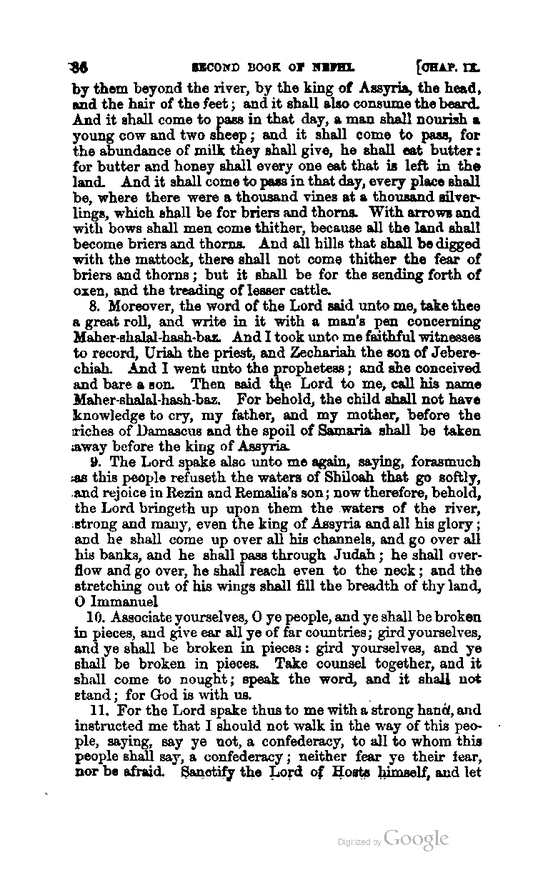 86 SECOND BOOK OF NEPHI. [CHAP. IX.
by them beyond the river, by the king of Assyria, the head,
and the hair of the feet; and it shall also consume the beard.
And it shall come to pass in that day, a man shall nourish a
young cow and two sheep; and it shall come to pass, for
the abundance of milk they shall give, he shall eat butter:
for butter and honey shall every one eat that is left in the
land. And it shall come to pass in that day, every place shall
be, where there were a thousand vines at a thousand silver-
lings, which shall be for briers and thorns. With arrows and
with bows shall men come thither, because all the land shall
become briers and thorns. And all hills that shall be digged
with the mattock, there shall not come thither the fear of
briers and thorns; but it shall be for the sending forth of
oxen, and the treading of lesser cattle.
8. Moreover, the word of the Lord said unto me, take thee
a great roll, and write in it with a man's pen concerning
Maher-shalal-hash-baz. And I took unto me faithful witnesses
to record, Uriah the priest, and Zechariah the son of Jebere-
chiah. And I went unto the prophetess; and she conceived
and bare a son. Then said the Lord to me, call his name
Maher-shalal-hash-baz. For behold, the child shall not have
knowledge to cry, my father, and my mother, before the
riches of Damascus and the spoil of Samaria shall be taken
away before the king of Assyria.
9. The Lord spake also unto me again, saying, forasmuch
as this people refuseth the waters of Shiloah that go softly,
and rejoice in Rezin and Remalia's son; now therefore, behold,
the Lord bringeth up upon them the waters of the river,
strong and many, even the king of Assyria and all his glory;
and he shall come up over all his channels, and go over all
his banks, and he shall pass through Judah; he shall over-
flow and go over, he shall reach even to the neck; and the
stretching out of his wings shall fill the breadth of thy land,
O Immanuel
10. Associate yourselves, O ye people, and ye shall be broken
in pieces, and give ear all ye of far countries; gird yourselves,
and ye shall be broken in pieces: gird yourselves, and ye
shall be broken in pieces. Take counsel together, and it
shall come to nought; speak the word, and it shall not
stand; for God is with us.
11. For the Lord spake thus to me with a strong hand, and
instructed me that I should not walk in the way of this peo-
ple, saying, say ye not, a confederacy, to all to whom this
people shall say, a confederacy; neither fear ye their fear,
nor be afraid. Sanctify the Lord of Hosts himself, and let
Digitized by Google